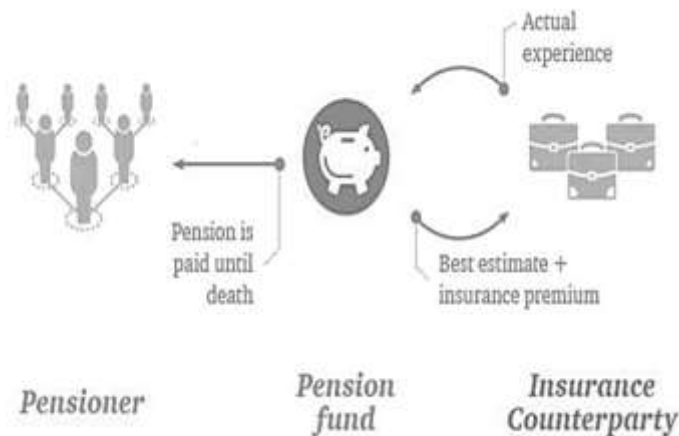 Actual
experience
Pension is
paid until
death
Best estimate +
insurance premium
Pensioner
Pension
fund
Insurance
Counterparty